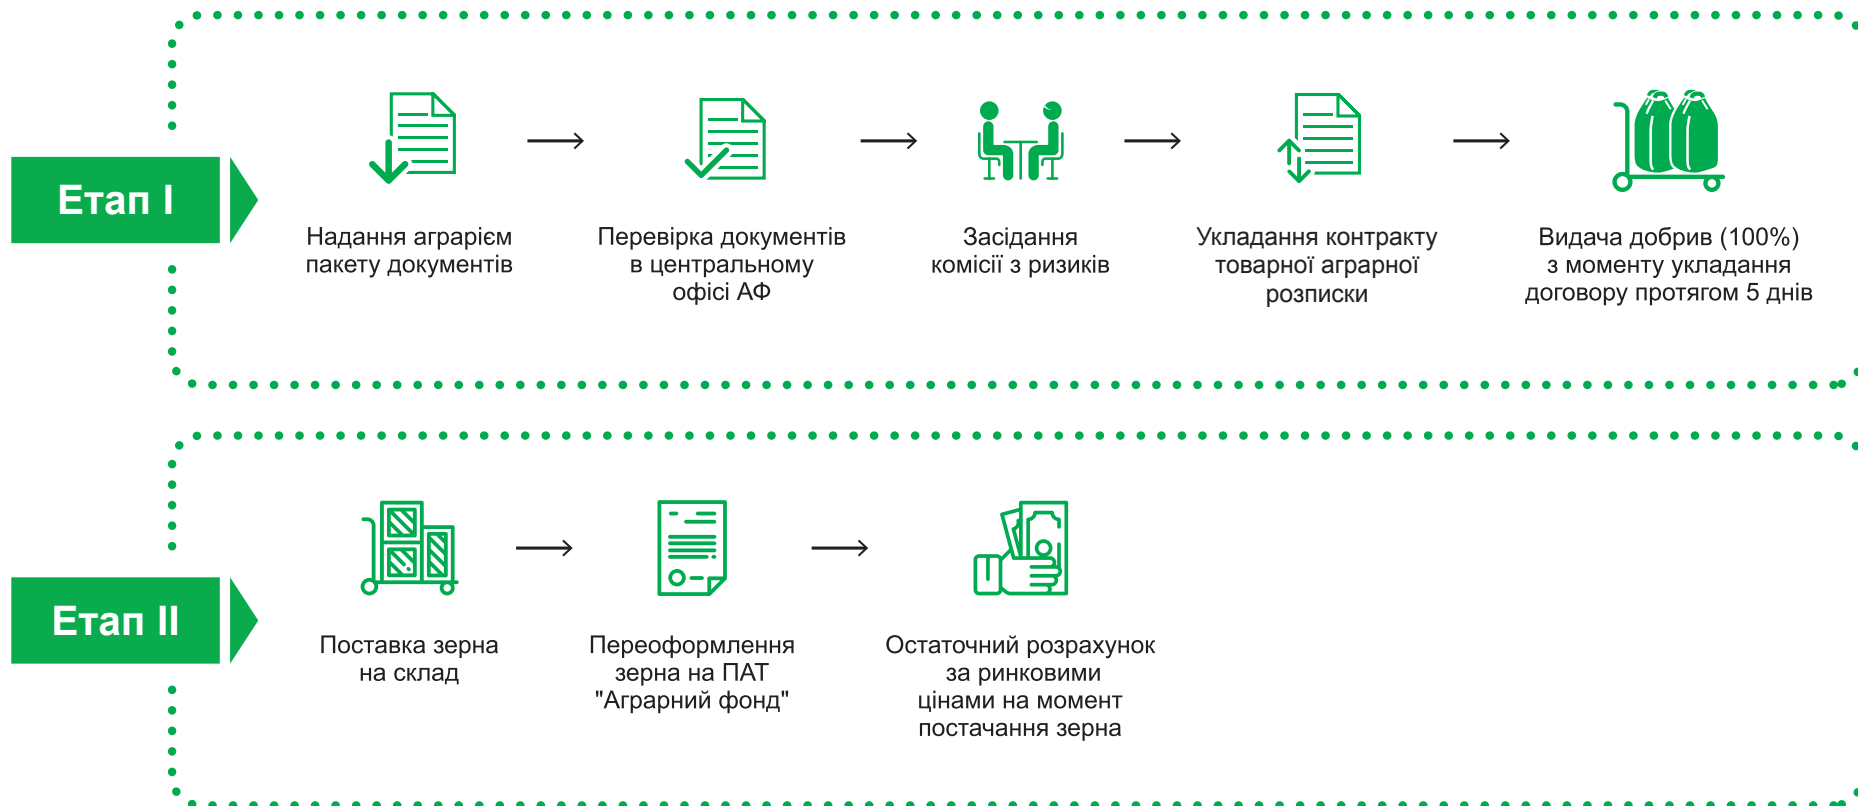 Етап I
Надання аграрієм
пакету документів
Перевірка документів
в центральному
офісі АФ
Засідання
комісії з ризиків
Укладання контракту
товарної аграрної
розписки
Видача добрив (100%)
з моменту укладання
договору протягом 5 днів
Етап II
Поставка зерна
на склад
Переоформлення
зерна на ПАТ
"Аграрний фонд"
Остаточний розрахунок
за ринковими
цінами на момент
постачання зерна